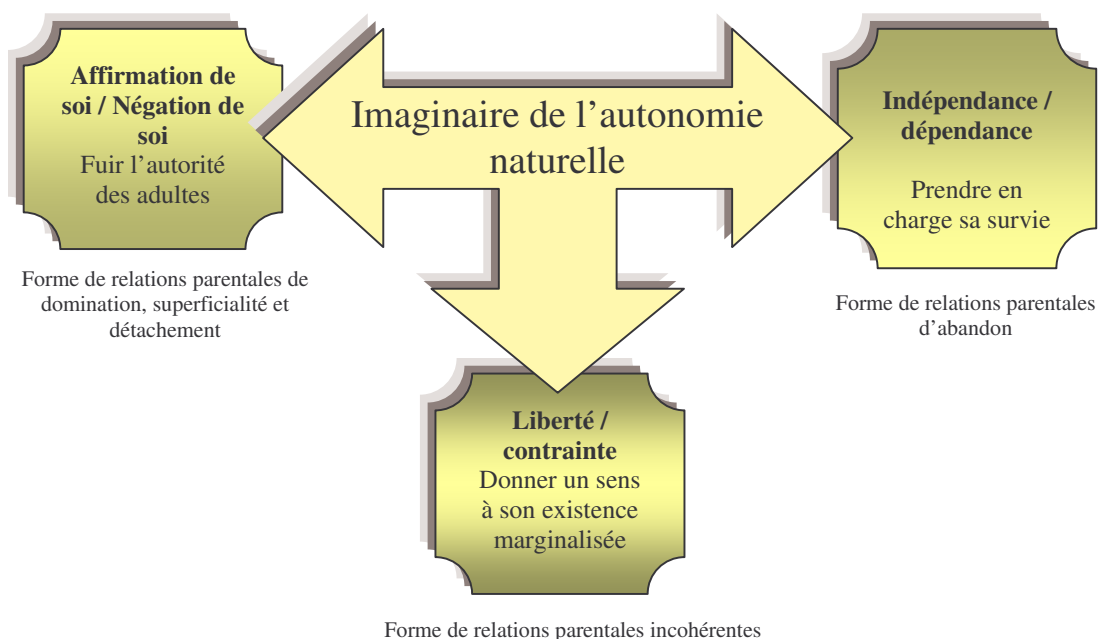 Affirmation de
soi / Négation de
soi
Fuir l’autorité
des adultes
Imaginaire de l’autonomie
naturelle
Indépendance /
dépendance
Prendre en
charge sa survie
Forme de relations parentales de
domination, superficialité et
détachement
Forme de relations parentales
d’abandon
Liberté /
contrainte
Donner un sens
à son existence
marginalisée
Forme de relations parentales incohérentes